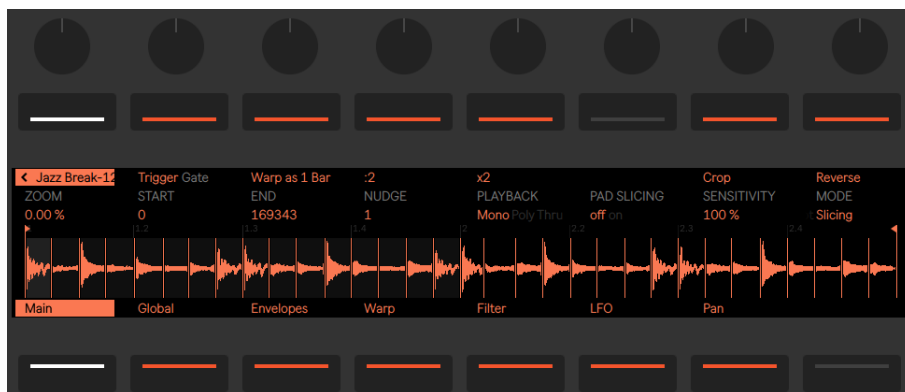 < Jazz Break-12 Trigger Gate Warp as 1 Bar :2 x2 Crop Reverse
ZOOM START END NUDGE PLAYBACK PAD SLICING SENSITIVITY MODE
0.00 % 0 169343 1 Mono Poly Thru off on 100 % t Slicing
1.2 1.3 1.4 2 2.2 2.3 2.4
Main Global Envelopes Warp Filter LFO Pan